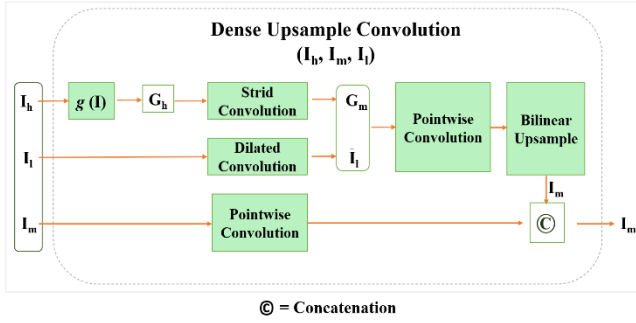 Dense Upsample Convolution
(Ih, Im, Il)
Ih
g (I)
Gh
Strid
Convolution
Gm
Pointwise
Convolution
Bilinear
Upsample
Il
Dilated
Convolution
Īl
Im
Im
Pointwise
Convolution
©
Im
© = Concatenation